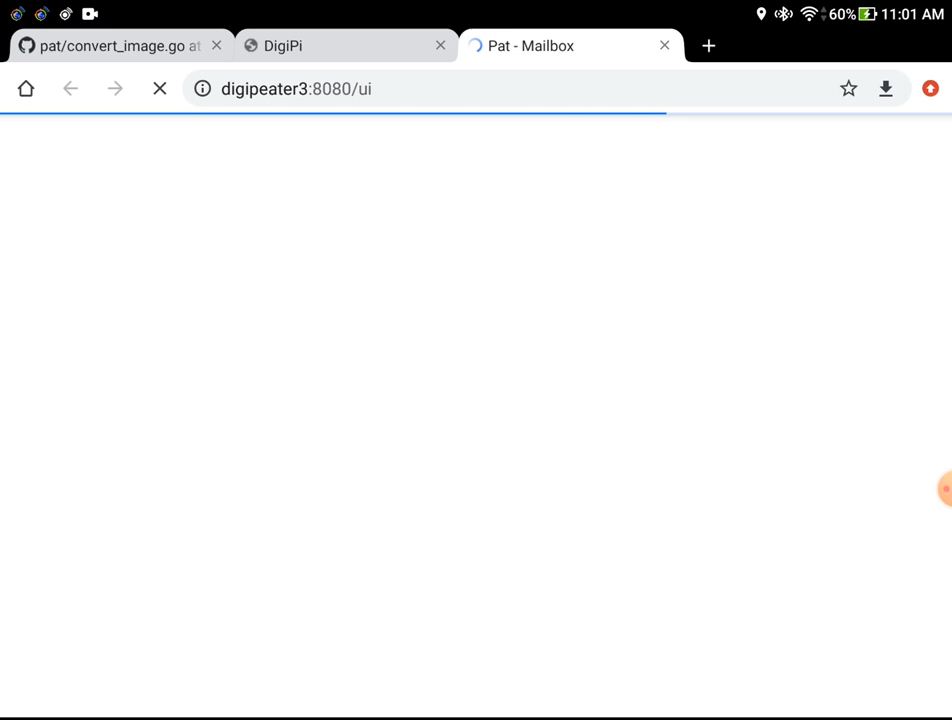 60% 11:01 AM
pat/convert_image.go at
DigiPi
Pat - Mailbox
digipeater3:8080/ui